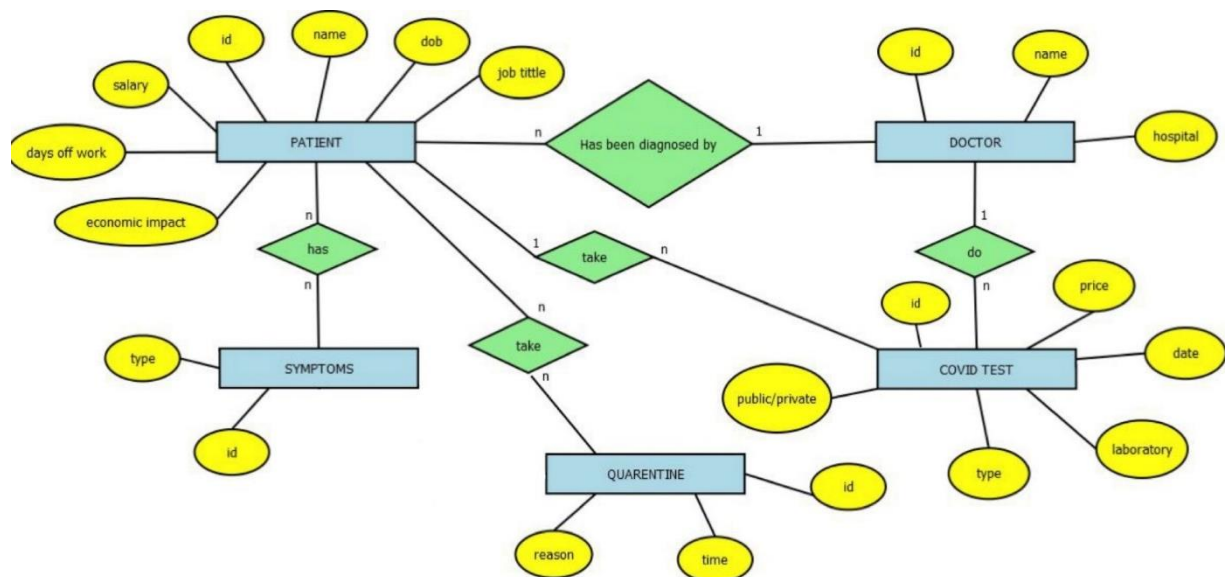 id
name
dob
job tittle
salary
days off work
economic impact
PATIENT
n
Has been diagnosed by
1
id
name
hospital
DOCTOR
n
has
n
1
take
n
1
do
n
type
SYMPTOMS
id
n
take
n
id
price
date
COVID TEST
public/private
type
laboratory
QUARENTINE
id
reason
time